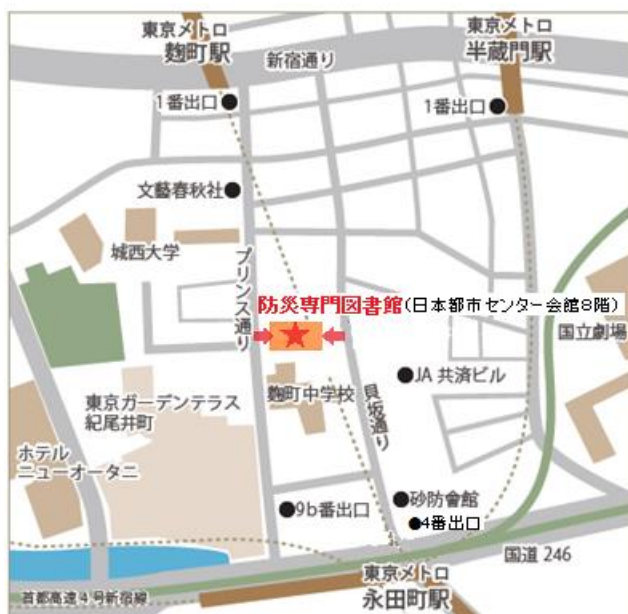 東京メトロ
麹町駅
東京メトロ
半蔵門駅
新宿通り
1番出口
1番出口
文藝春秋社
城西大学
プリンス通り
防災専門図書館(日本都市センター会館8階)
国立劇場
JA 共済ビル
麹町中学校
貝坂通り
東京ガーデンテラス
紀尾井町
ホテル
ニューオータニ
砂防會館
9b番出口
4番出口
国道 246
首都高速4号新宿線
東京メトロ
永田町駅